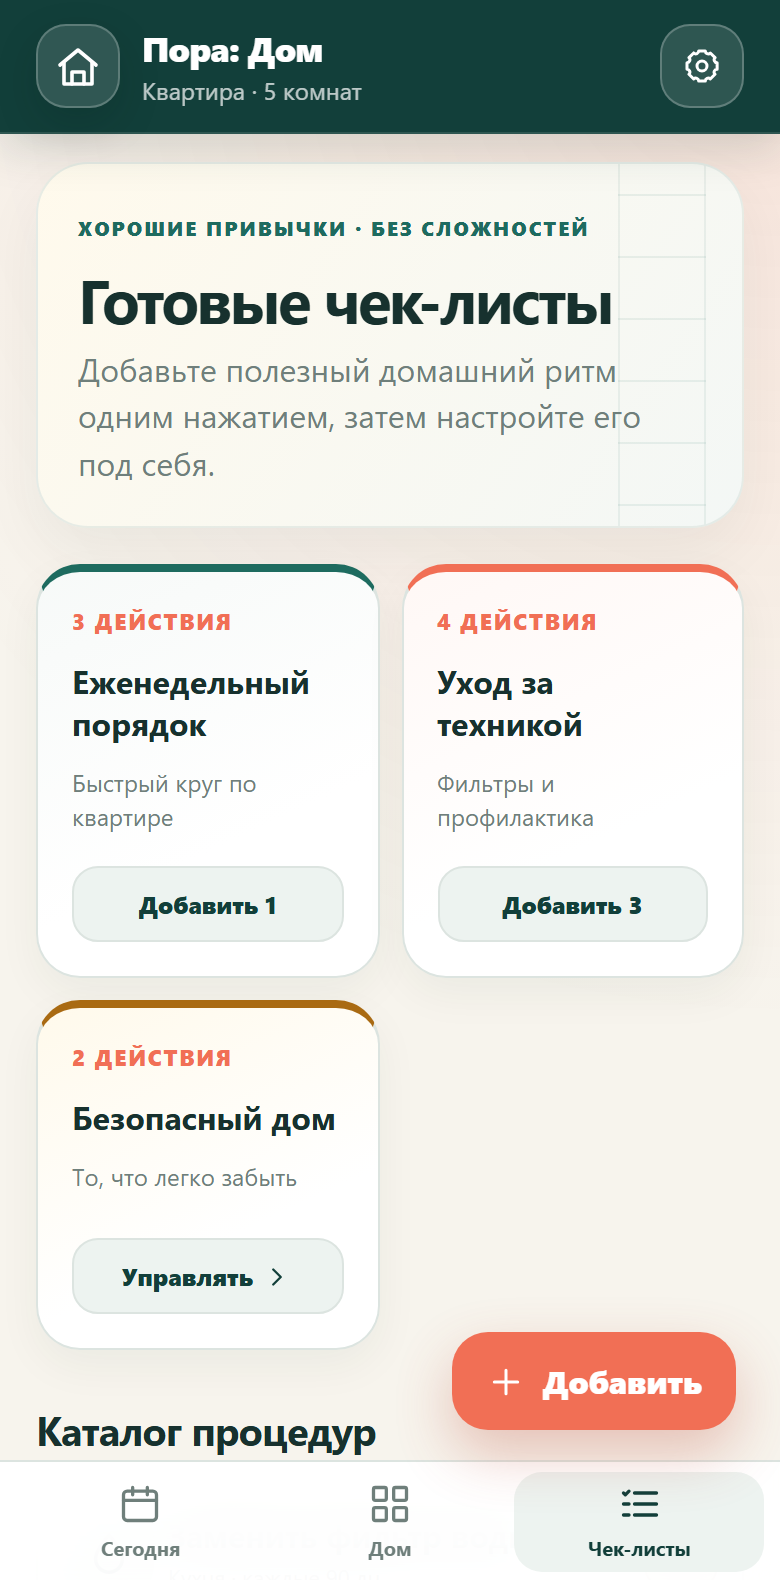 Пора: Дом
Квартира · 5 комнат
ХОРОШИЕ ПРИВЫЧКИ · БЕЗ СЛОЖНОСТЕЙ
Готовые чек-листы
Добавьте полезный домашний ритм
одним нажатием, затем настройте его
под себя.
3 ДЕЙСТВИЯ
Еженедельный
порядок
Быстрый круг по
квартире
Добавить 1
4 ДЕЙСТВИЯ
Уход за
техникой
Фильтры и
профилактика
Добавить 3
2 ДЕЙСТВИЯ
Безопасный дом
То, что легко забыть
Управлять
Добавить
Каталог процедур
Сегодня
Дом
Чек-листы